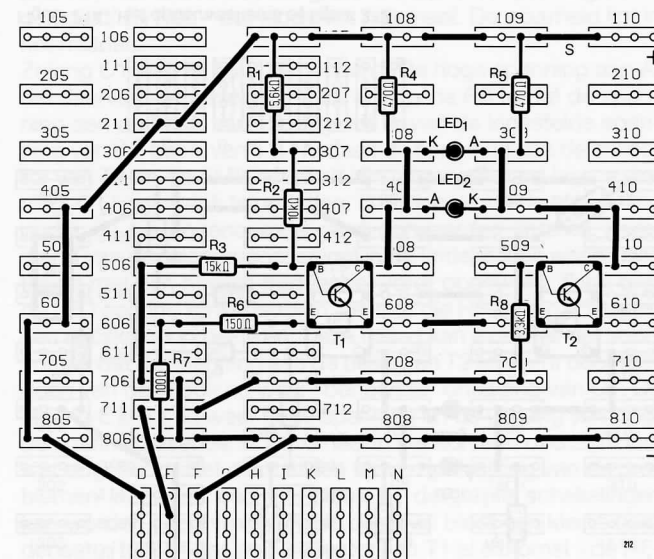 105 106 108 109 110
S
+
111 112
205 206 R1 5,6kΩ 207 R4 470Ω R5 470Ω 210
211 212
LED1
305 306 307 308 K A 309 310
LED2
312
405 406 R2 10kΩ 407 A K 410
411 412
506 R3 15kΩ B C E E 509 B C E E
606 R6 150Ω T1 608 R8 3,3kΩ T2 610
611
705 706 R7 100Ω 708 710
711 712
805 806 808 809 810
−
D F H I K L M N
212